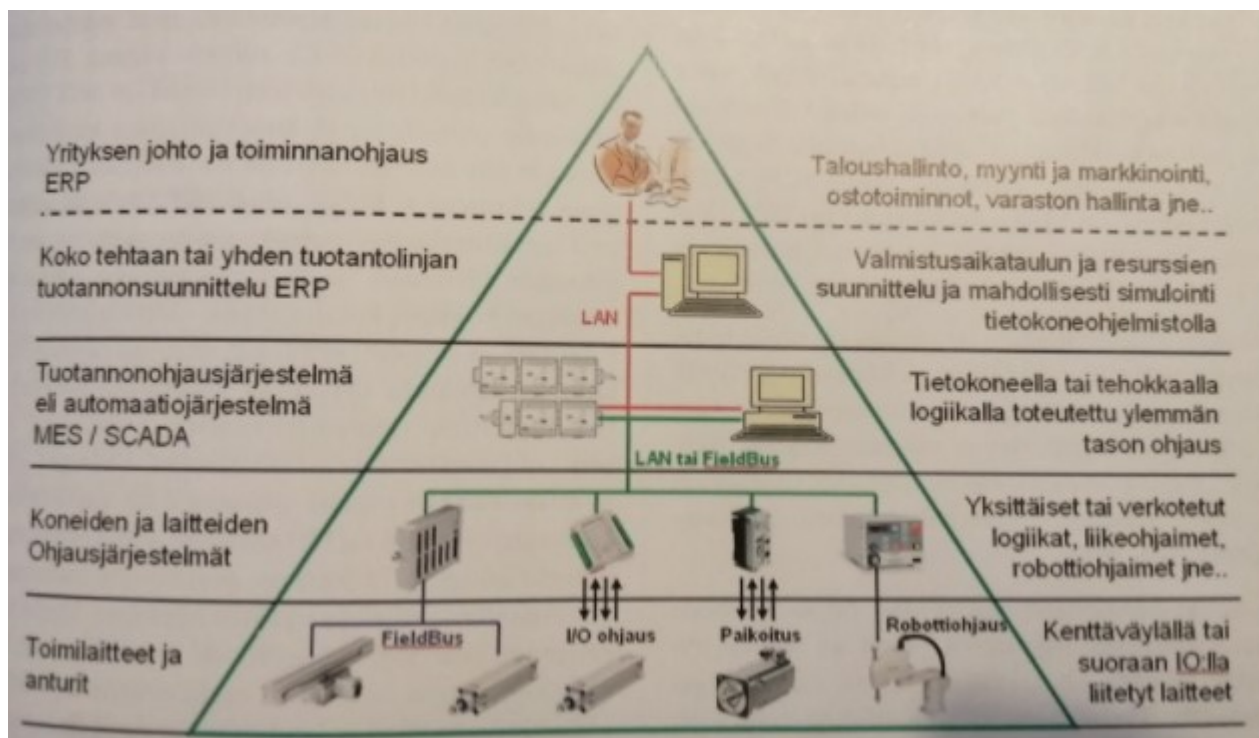 Yrityksen johto ja toiminnanohjaus
ERP
Taloushallinto, myynti ja markkinointi,
ostotoiminnot, varaston hallinta jne..
Koko tehtaan tai yhden tuotantolinjan
tuotannonsuunnittelu ERP
LAN
Valmistusaikataulun ja resurssien
suunnittelu ja mahdollisesti simulointi
tietokoneohjelmistolla
Tuotannonohjausjärjestelmä
eli automaatiojärjestelmä
MES / SCADA
LAN tai FieldBus
Tietokoneella tai tehokkaalla
logiikalla toteutettu ylemmän
tason ohjaus
Koneiden ja laitteiden
Ohjausjärjestelmät
Yksittäiset tai verkotetut
logiikat, liikeohjaimet,
robottiohjaimet jne..
Toimilaitteet ja
anturit
FieldBus
I/O ohjaus
Paikoitus
Robottiohjaus
Kenttäväylällä tai
suoraan IO:lla
liitetyt laitteet